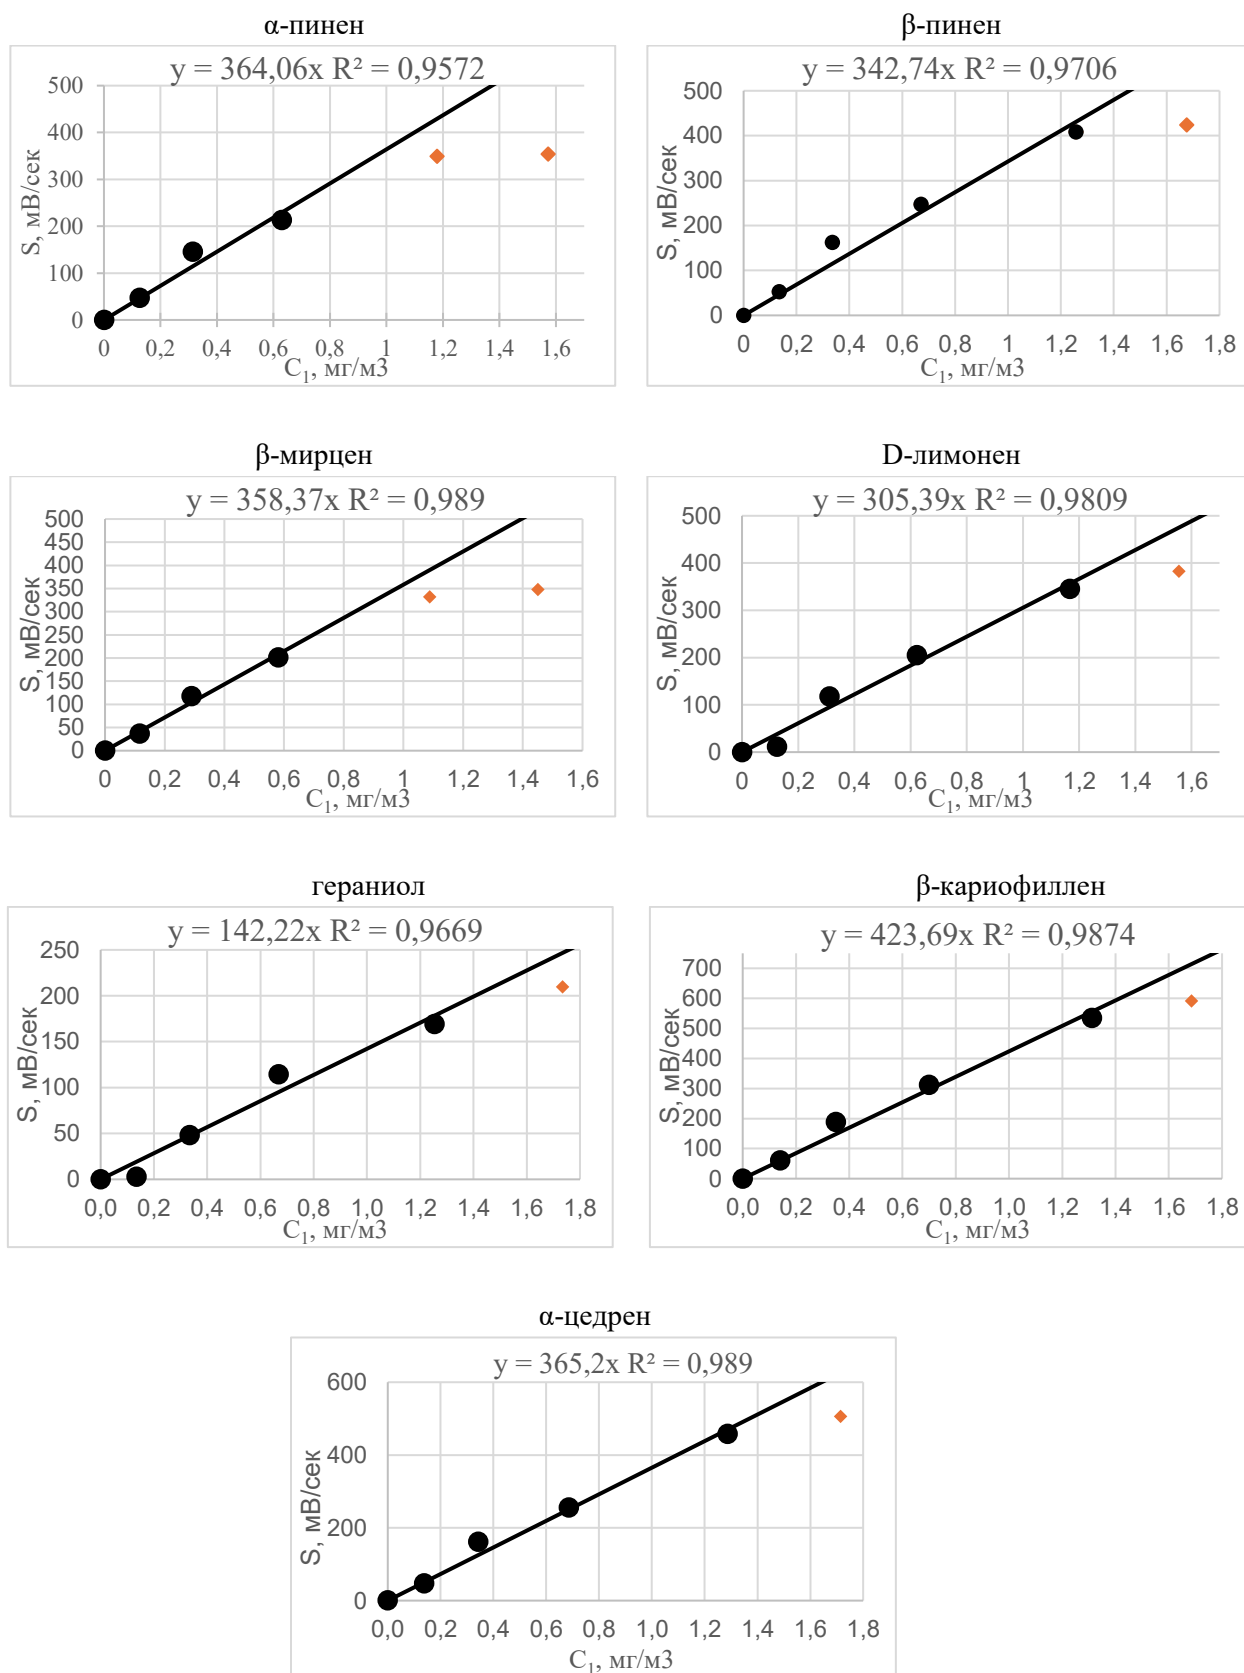 α-пинен
y = 364,06x R² = 0,9572
500
400
300
200
100
0
S, мВ/сек
0 0,2 0,4 0,6 0,8 1 1,2 1,4 1,6
C₁, мг/м3
β-пинен
y = 342,74x R² = 0,9706
500
400
300
200
100
0
S, мВ/сек
0 0,2 0,4 0,6 0,8 1 1,2 1,4 1,6 1,8
C₁, мг/м3
β-мирцен
y = 358,37x R² = 0,989
500
450
400
350
300
250
200
150
100
50
0
S, мВ/сек
0 0,2 0,4 0,6 0,8 1 1,2 1,4 1,6
C₁, мг/м3
D-лимонен
y = 305,39x R² = 0,9809
500
400
300
200
100
0
S, мВ/сек
0 0,2 0,4 0,6 0,8 1 1,2 1,4 1,6
C₁, мг/м3
гераниол
y = 142,22x R² = 0,9669
250
200
150
100
50
0
S, мВ/сек
0,0 0,2 0,4 0,6 0,8 1,0 1,2 1,4 1,6 1,8
C₁, мг/м3
β-кариофиллен
y = 423,69x R² = 0,9874
700
600
500
400
300
200
100
0
S, мВ/сек
0,0 0,2 0,4 0,6 0,8 1,0 1,2 1,4 1,6 1,8
C₁, мг/м3
α-цедрен
y = 365,2x R² = 0,989
600
400
200
0
S, мВ/сек
0,0 0,2 0,4 0,6 0,8 1,0 1,2 1,4 1,6 1,8
C₁, мг/м3